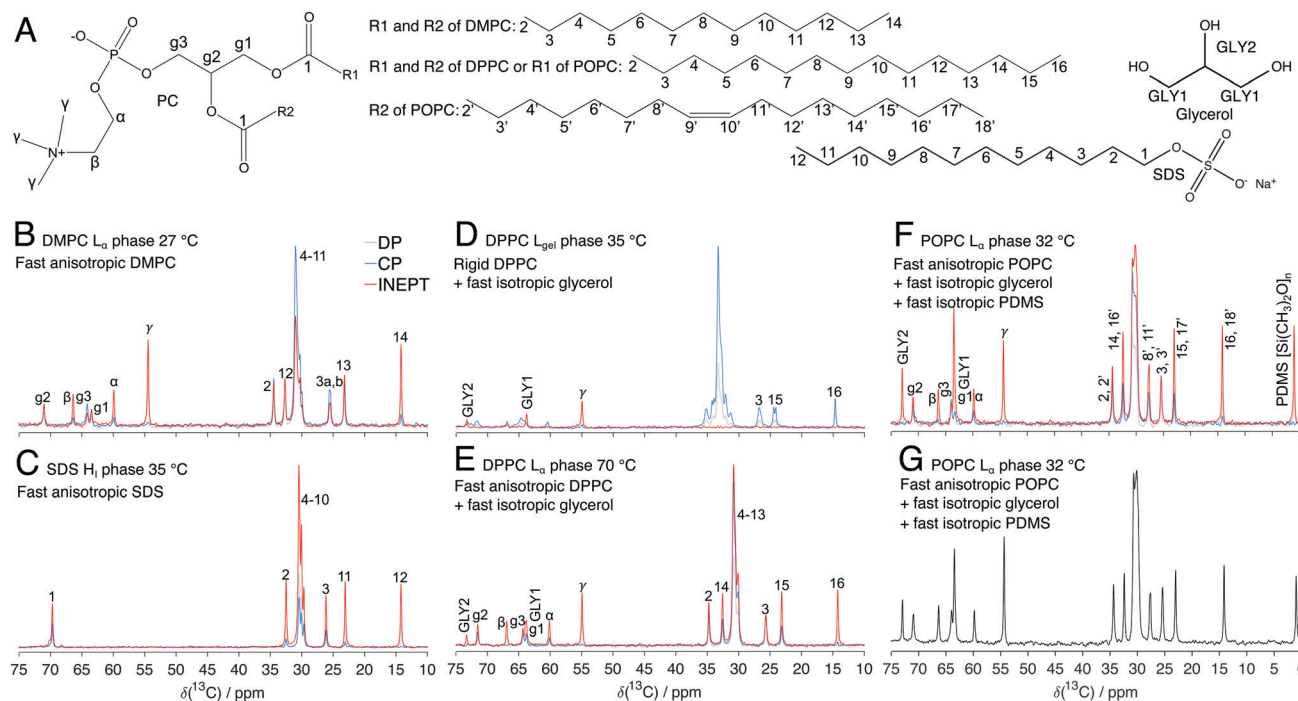 A
-O
O
P
O
O
g3
g2
g1
O
1
R1
O
PC
O
R2
1
O
O
α
β
γ
γ
γ
N+
R1 and R2 of DMPC: 2
3
4
5
6
7
8
9
10
11
12
13
14
R1 and R2 of DPPC or R1 of POPC: 2
3
4
5
6
7
8
9
10
11
12
13
14
15
16
R2 of POPC: 2'
3'
4'
5'
6'
7'
8'
9'
10'
11'
12'
13'
14'
15'
16'
17'
18'
OH
GLY2
HO
OH
GLY1
GLY1
Glycerol
12
11
10
9
8
7
6
5
4
3
2
1
O
SDS
O
S
O
O- Na+
B
DMPC Lα phase 27 °C
Fast anisotropic DMPC
DP
CP
INEPT
g2
β
g3
g1
α
γ
2
12
4-11
3a,b
13
14
C
SDS HI phase 35 °C
Fast anisotropic SDS
1
2
4-10
3
11
12
75 70 65 60 55 50 45 40 35 30 25 20 15 10
δ(13C) / ppm
D
DPPC Lgel phase 35 °C
Rigid DPPC
+ fast isotropic glycerol
GLY2
GLY1
γ
3
15
16
E
DPPC Lα phase 70 °C
Fast anisotropic DPPC
+ fast isotropic glycerol
GLY2
g2
β
g3
g1
GLY1
α
γ
2
14
4-13
3
15
16
75 70 65 60 55 50 45 40 35 30 25 20 15 10
δ(13C) / ppm
F
POPC Lα phase 32 °C
Fast anisotropic POPC
+ fast isotropic glycerol
+ fast isotropic PDMS
GLY2
g2
β
g3
g1
GLY1
α
γ
2, 2'
14, 16'
8', 11'
3, 3'
15, 17'
16, 18'
PDMS [Si(CH3)2O]n
G
POPC Lα phase 32 °C
Fast anisotropic POPC
+ fast isotropic glycerol
+ fast isotropic PDMS
75 70 65 60 55 50 45 40 35 30 25 20 15 10 5
δ(13C) / ppm